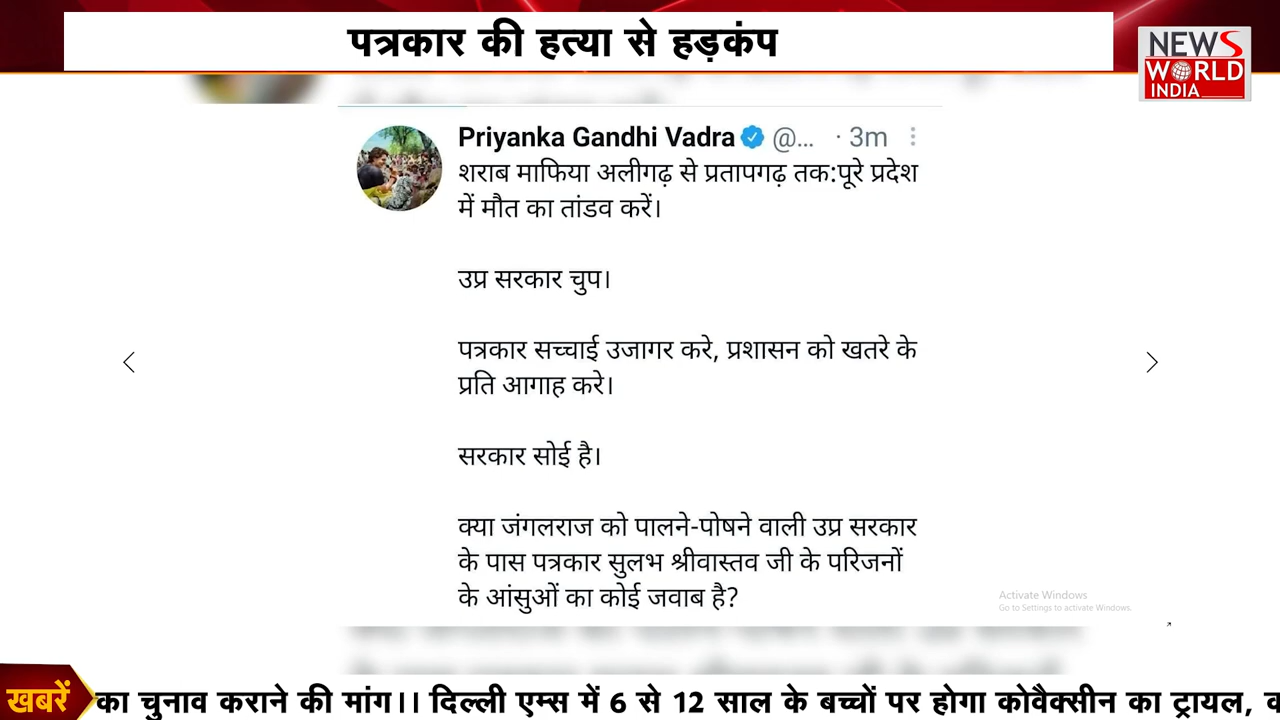 पत्रकार की हत्या से हड़कंप
NEWS
WORLD
INDIA
Priyanka Gandhi Vadra @... · 3m
शराब माफिया अलीगढ़ से प्रतापगढ़ तक:पूरे प्रदेश
में मौत का तांडव करें।
उप्र सरकार चुप।
पत्रकार सच्चाई उजागर करे, प्रशासन को खतरे के
प्रति आगाह करे।
सरकार सोई है।
क्या जंगलराज को पालने-पोषने वाली उप्र सरकार
के पास पत्रकार सुलभ श्रीवास्तव जी के परिजनों
के आंसुओं का कोई जवाब है?
Activate Windows
Go to Settings to activate Windows.
खबरें
का चुनाव कराने की मांग।। दिल्ली एम्स में 6 से 12 साल के बच्चों पर होगा कोवैक्सीन का ट्रायल,